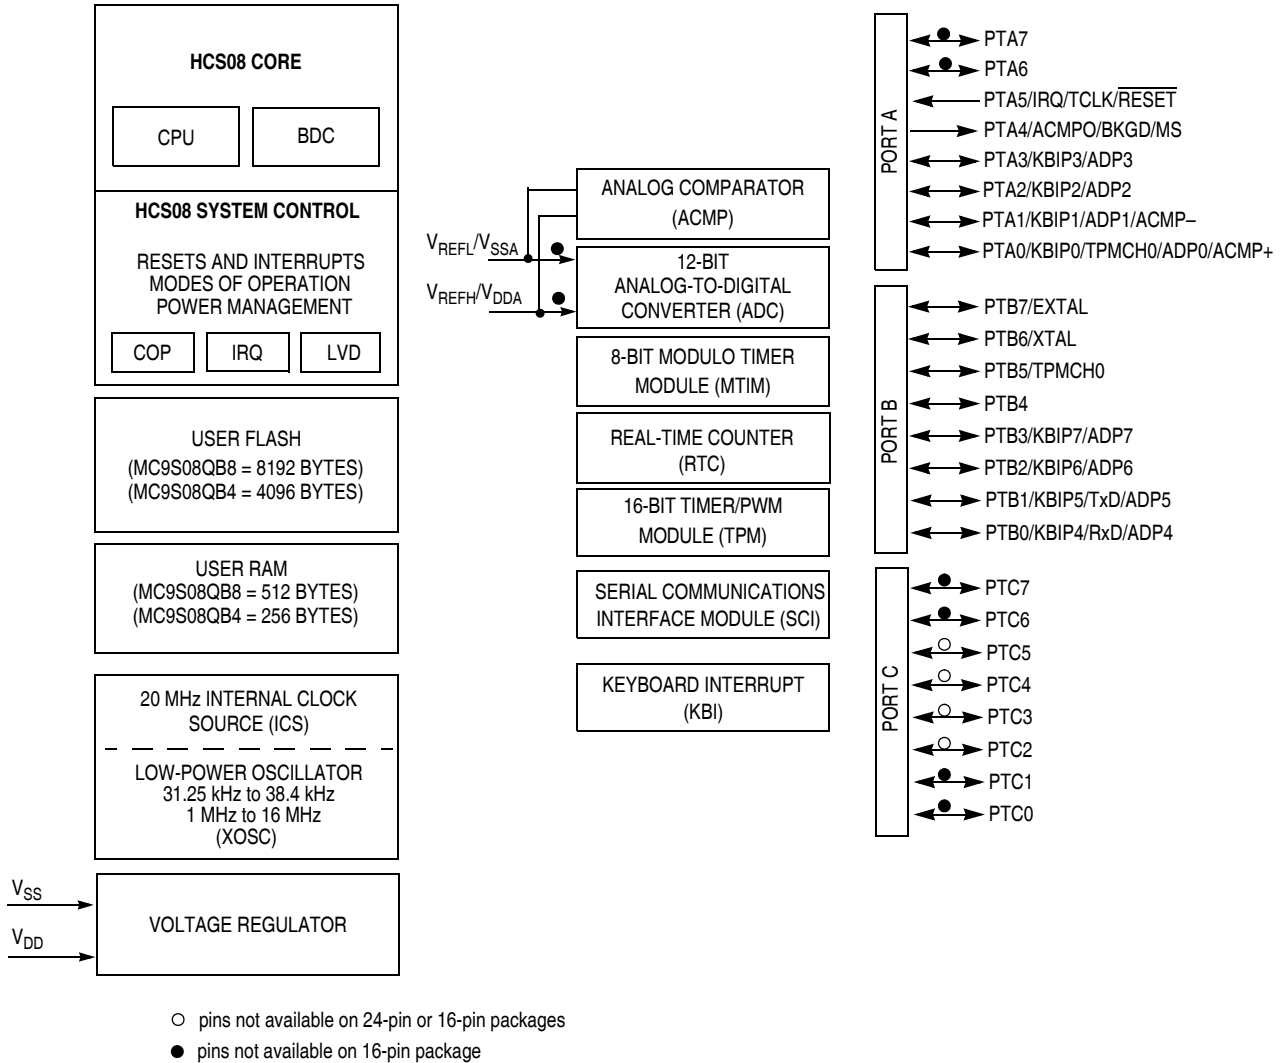 HCS08 CORE
CPU
BDC
HCS08 SYSTEM CONTROL
RESETS AND INTERRUPTS
MODES OF OPERATION
POWER MANAGEMENT
COP
IRQ
LVD
USER FLASH
(MC9S08QB8 = 8192 BYTES)
(MC9S08QB4 = 4096 BYTES)
USER RAM
(MC9S08QB8 = 512 BYTES)
(MC9S08QB4 = 256 BYTES)
20 MHz INTERNAL CLOCK
SOURCE (ICS)
LOW-POWER OSCILLATOR
31.25 kHz to 38.4 kHz
1 MHz to 16 MHz
(XOSC)
VSS
VDD
VOLTAGE REGULATOR
VREFL/VSSA
VREFH/VDDA
ANALOG COMPARATOR
(ACMP)
12-BIT
ANALOG-TO-DIGITAL
CONVERTER (ADC)
8-BIT MODULO TIMER
MODULE (MTIM)
REAL-TIME COUNTER
(RTC)
16-BIT TIMER/PWM
MODULE (TPM)
SERIAL COMMUNICATIONS
INTERFACE MODULE (SCI)
KEYBOARD INTERRUPT
(KBI)
PORT A
PTA7
PTA6
PTA5/IRQ/TCLK/RESET
PTA4/ACMPO/BKGD/MS
PTA3/KBIP3/ADP3
PTA2/KBIP2/ADP2
PTA1/KBIP1/ADP1/ACMP–
PTA0/KBIP0/TPMCH0/ADP0/ACMP+
PORT B
PTB7/EXTAL
PTB6/XTAL
PTB5/TPMCH0
PTB4
PTB3/KBIP7/ADP7
PTB2/KBIP6/ADP6
PTB1/KBIP5/TxD/ADP5
PTB0/KBIP4/RxD/ADP4
PORT C
PTC7
PTC6
PTC5
PTC4
PTC3
PTC2
PTC1
PTC0
pins not available on 24-pin or 16-pin packages
pins not available on 16-pin package